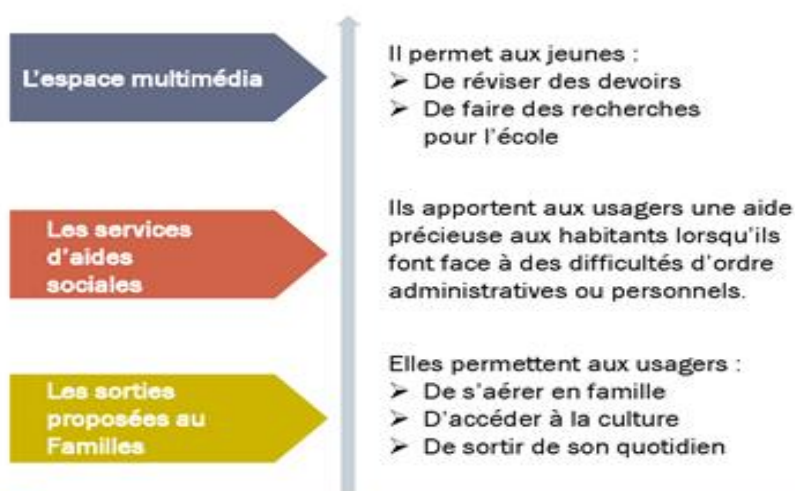 L'espace multimédia
Il permet aux jeunes :
➢ De réviser des devoirs
➢ De faire des recherches
pour l'école
Les services
d'aides
sociales
Ils apportent aux usagers une aide
précieuse aux habitants lorsqu'ils
font face à des difficultés d'ordre
administratives ou personnels.
Les sorties
proposées au
Familles
Elles permettent aux usagers :
➢ De s'aérer en famille
➢ D'accéder à la culture
➢ De sortir de son quotidien